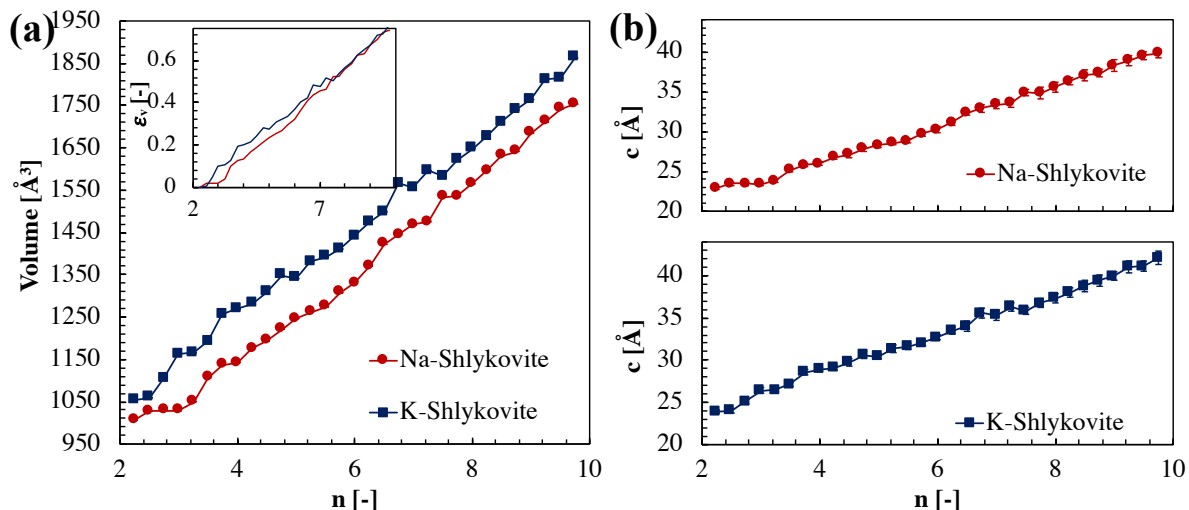 (a)
Volume [Å³]
1950
1850
1750
1650
1550
1450
1350
1250
1150
1050
950
2 4 6 8 10
n [-]
εᵥ [-]
0.6
0.4
0.2
0
2 7
Na-Shlykovite
K-Shlykovite
(b)
c [Å]
40
35
30
25
20
Na-Shlykovite
c [Å]
40
35
30
25
20
K-Shlykovite
2 4 6 8 10
n [-]